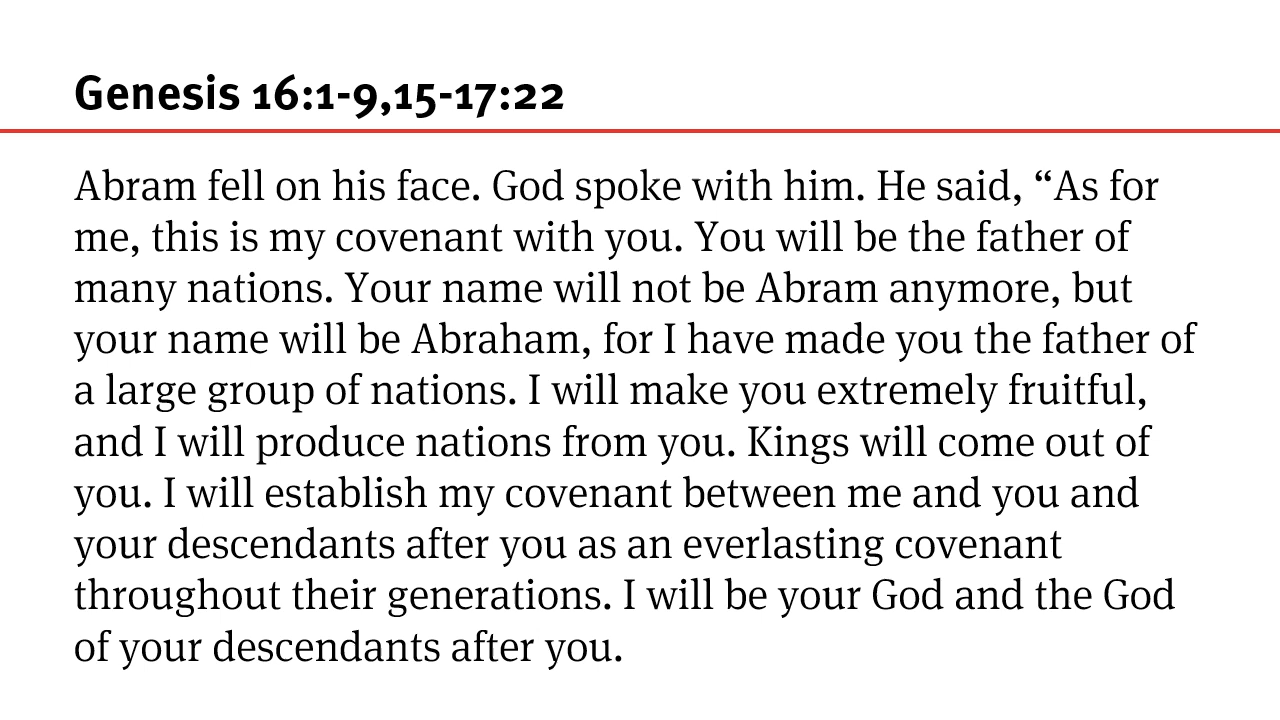 Genesis 16:1-9,15-17:22
Abram fell on his face. God spoke with him. He said, “As for
me, this is my covenant with you. You will be the father of
many nations. Your name will not be Abram anymore, but
your name will be Abraham, for I have made you the father of
a large group of nations. I will make you extremely fruitful,
and I will produce nations from you. Kings will come out of
you. I will establish my covenant between me and you and
your descendants after you as an everlasting covenant
throughout their generations. I will be your God and the God
of your descendants after you.